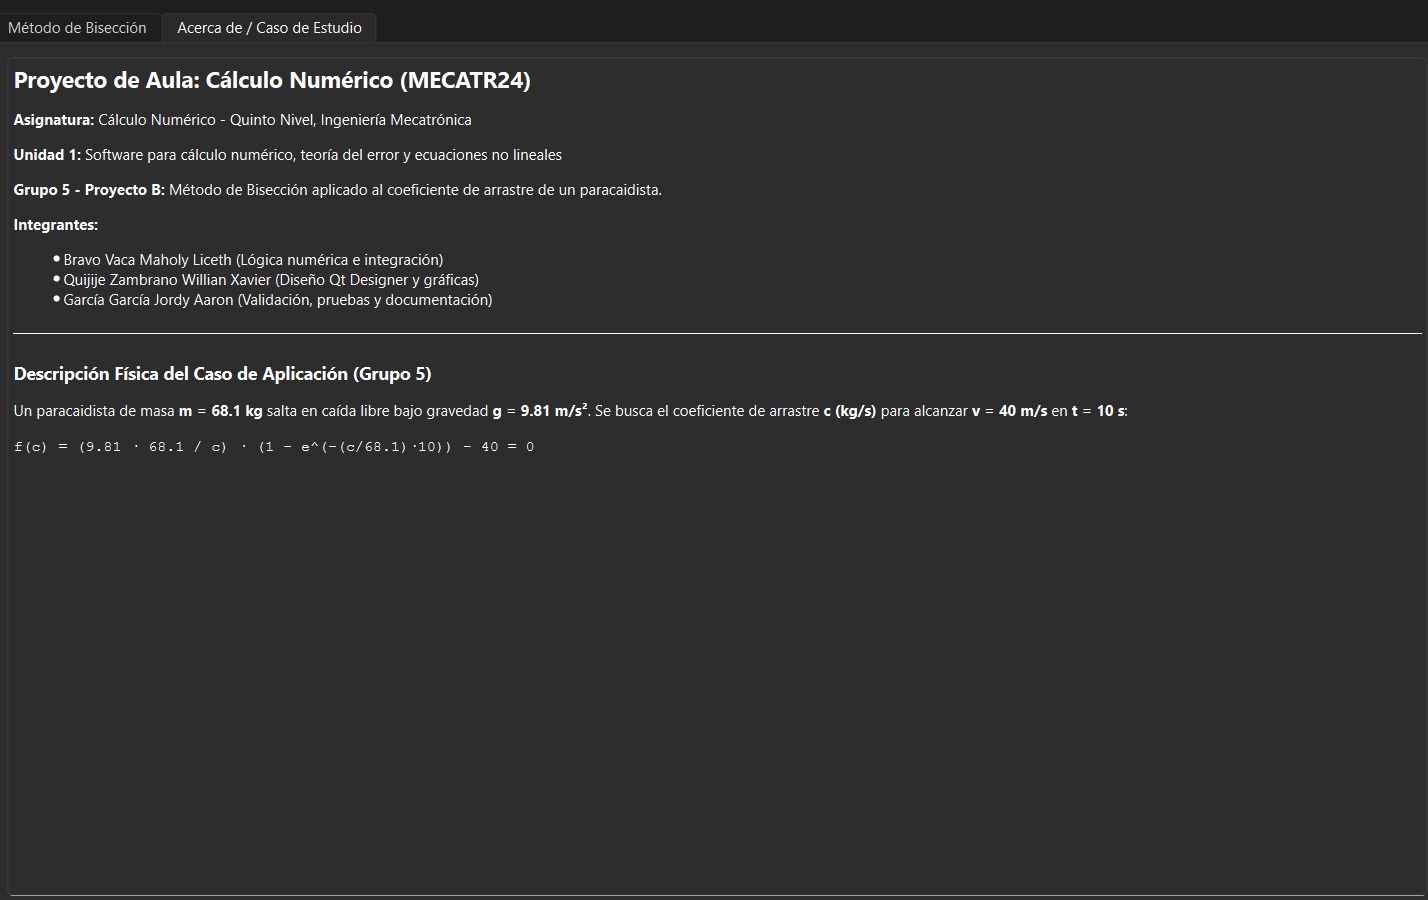 Método de Bisección
Acerca de / Caso de Estudio
Proyecto de Aula: Cálculo Numérico (MECATR24)
Asignatura: Cálculo Numérico - Quinto Nivel, Ingeniería Mecatrónica
Unidad 1: Software para cálculo numérico, teoría del error y ecuaciones no lineales
Grupo 5 - Proyecto B: Método de Bisección aplicado al coeficiente de arrastre de un paracaidista.
Integrantes:
• Bravo Vaca Maholy Liceth (Lógica numérica e integración)
• Quijije Zambrano Willian Xavier (Diseño Qt Designer y gráficas)
• García García Jordy Aaron (Validación, pruebas y documentación)
Descripción Física del Caso de Aplicación (Grupo 5)
Un paracaidista de masa m = 68.1 kg salta en caída libre bajo gravedad g = 9.81 m/s². Se busca el coeficiente de arrastre c (kg/s) para alcanzar v = 40 m/s en t = 10 s:
f(c) = (9.81 · 68.1 / c) · (1 - e^(-(c/68.1)·10)) - 40 = 0